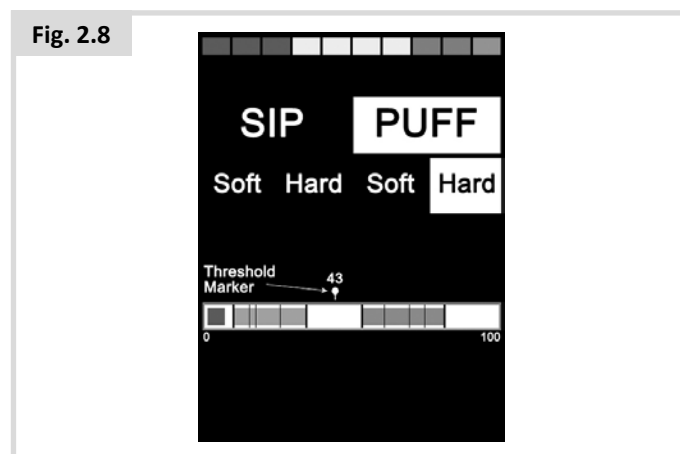 Fig. 2.8
SIP PUFF
Soft Hard Soft Hard
Threshold
Marker
43
0 100